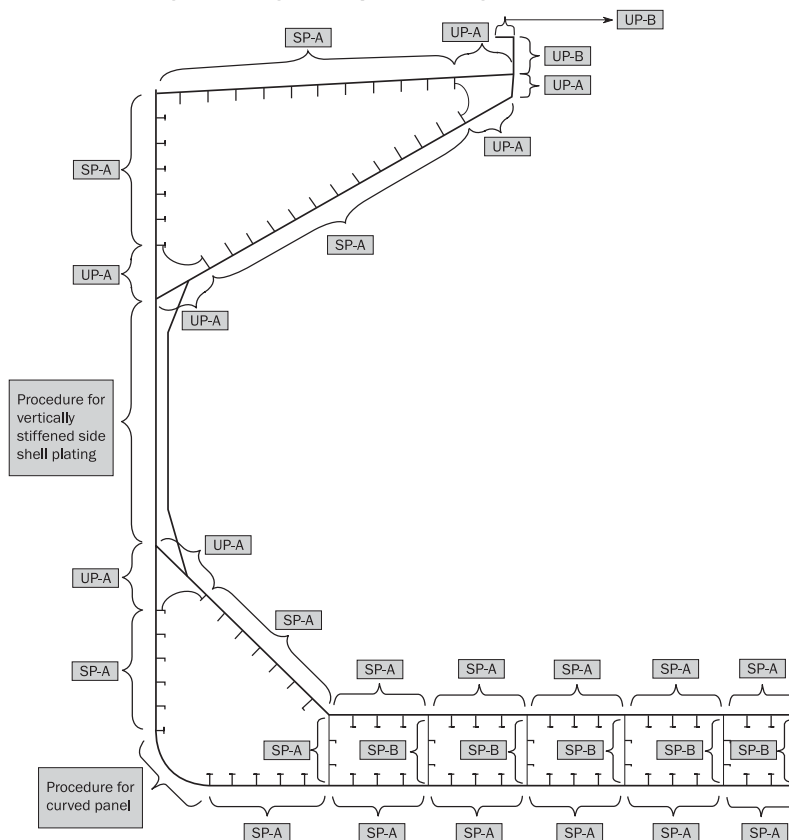 UP-B
UP-A
SP-A
UP-B
UP-A
UP-A
SP-A
SP-A
UP-A
UP-A
Procedure for
vertically
stiffened side
shell plating
UP-A
UP-A
SP-A
SP-A
SP-A
SP-A
SP-A
SP-A
SP-A
SP-A
SP-B
SP-B
SP-B
SP-B
SP-A
Procedure for
curved panel
SP-A
SP-A
SP-A
SP-A
SP-A
SP-A